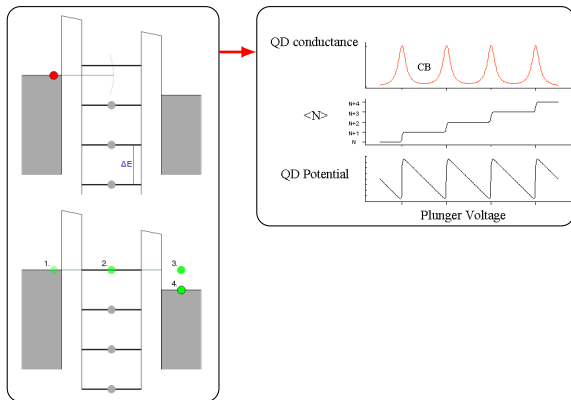 ΔE
1.
2.
3.
4.
QD conductance
CB
<N>
N+4
N+3
N+2
N+1
N
QD Potential
Plunger Voltage